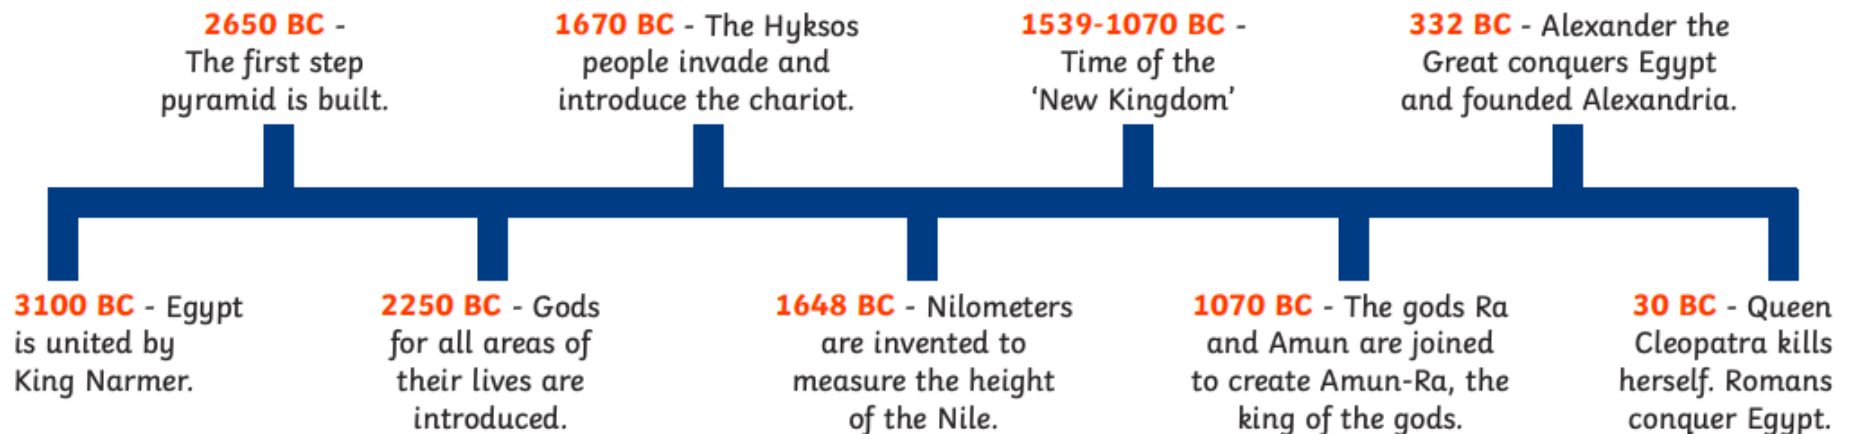 2650 BC -
The first step
pyramid is built.
1670 BC - The Hyksos
people invade and
introduce the chariot.
1539-1070 BC -
Time of the
‘New Kingdom’
332 BC - Alexander the
Great conquers Egypt
and founded Alexandria.
3100 BC - Egypt
is united by
King Narmer.
2250 BC - Gods
for all areas of
their lives are
introduced.
1648 BC - Nilometers
are invented to
measure the height
of the Nile.
1070 BC - The gods Ra
and Amun are joined
to create Amun-Ra, the
king of the gods.
30 BC - Queen
Cleopatra kills
herself. Romans
conquer Egypt.